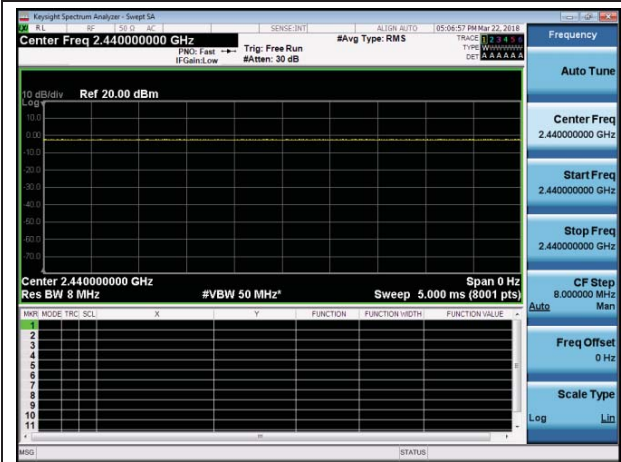 Keysight Spectrum Analyzer - Swept SA
RL RF 50 Ω AC SENSE:INT ALIGN AUTO 05:06:57 PM Mar 22, 2018
Center Freq 2.440000000 GHz
PNO: Fast
IFGain:Low
Trig: Free Run
#Atten: 30 dB
#Avg Type: RMS
TRACE 1 2 3 4 5 6
TYPE WWWWWW
DET A A A A A A
10 dB/div Ref 20.00 dBm
Log
10.0
0.00
-10.0
-20.0
-30.0
-40.0
-50.0
-60.0
-70.0
Center 2.440000000 GHz Span 0 Hz
Res BW 8 MHz #VBW 50 MHz* Sweep 5.000 ms (8001 pts)
MKR MODE TRC SCL X Y FUNCTION FUNCTION WIDTH FUNCTION VALUE
1
2
3
4
5
6
7
8
9
10
11
MSG STATUS
Frequency
Auto Tune
Center Freq
2.440000000 GHz
Start Freq
2.440000000 GHz
Stop Freq
2.440000000 GHz
CF Step
8.000000 MHz
Auto Man
Freq Offset
0 Hz
Scale Type
Log Lin